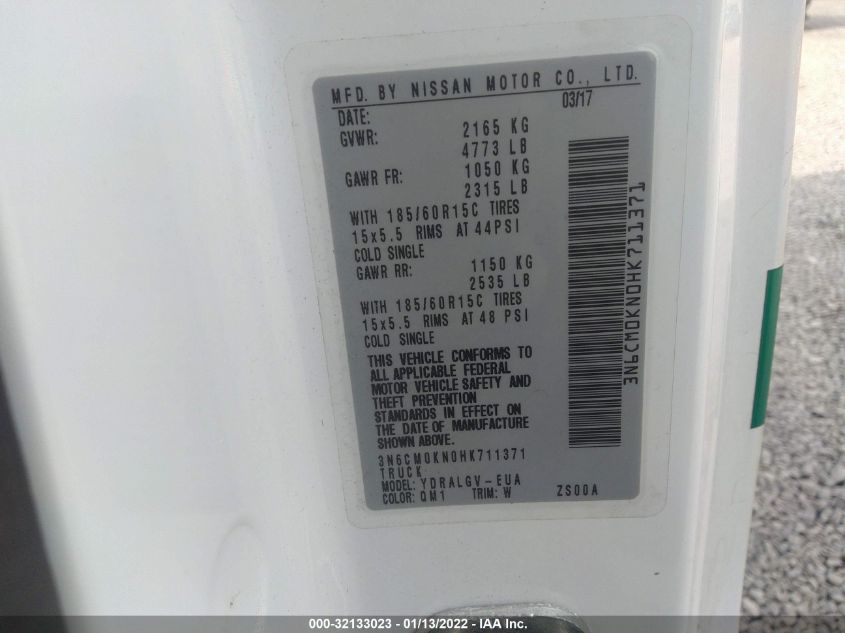 MFD. BY NISSAN MOTOR CO., LTD.
DATE: 03/17
GVWR: 2165 KG
4773 LB
GAWR FR: 1050 KG
2315 LB
WITH 185/60R15C TIRES
15x5.5 RIMS AT 44PSI
COLD SINGLE
GAWR RR: 1150 KG
2535 LB
WITH 185/60R15C TIRES
15x5.5 RIMS AT 48 PSI
COLD SINGLE
THIS VEHICLE CONFORMS TO
ALL APPLICABLE FEDERAL
MOTOR VEHICLE SAFETY AND
THEFT PREVENTION
STANDARDS IN EFFECT ON
THE DATE OF MANUFACTURE
SHOWN ABOVE.
3N6CM0KN0HK711371
TRUCK
MODEL: YDRALGV-EUA
COLOR: QM1 TRIM: W ZS00A
3N6CM0KN0HK711371
000-32133023 - 01/13/2022 - IAA Inc.